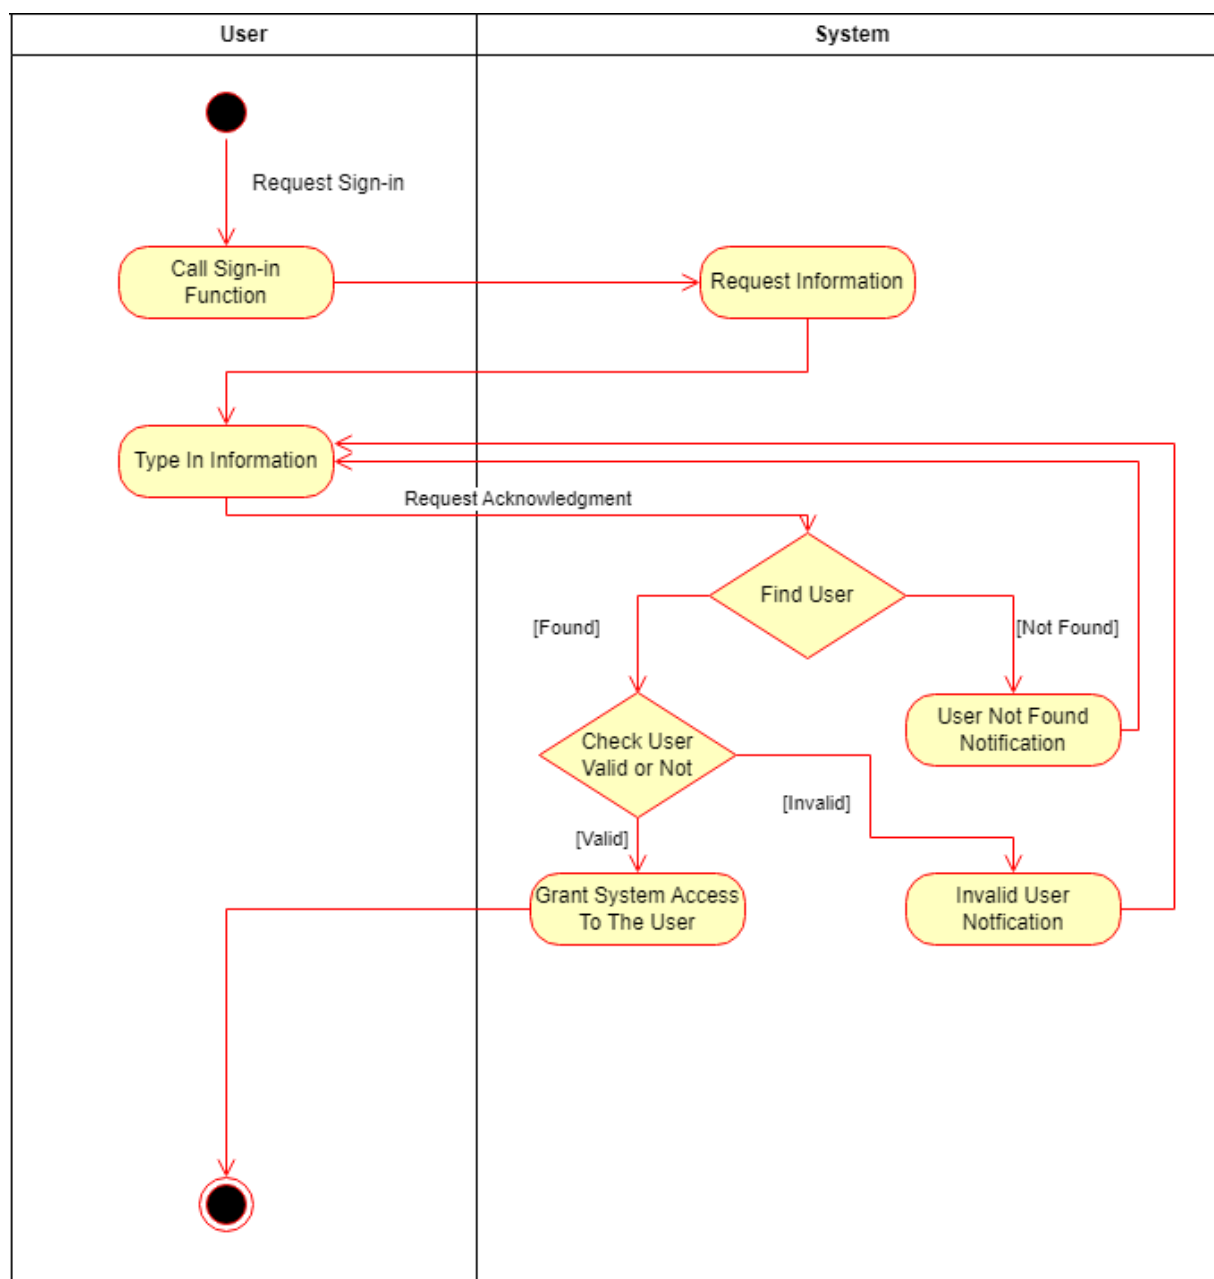 User
System
Request Sign-in
Call Sign-in
Function
Request Information
Type In Information
Request Acknowledgment
Find User
[Found]
[Not Found]
User Not Found
Notification
Check User
Valid or Not
[Invalid]
[Valid]
Grant System Access
To The User
Invalid User
Notfication